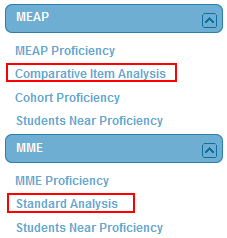 MEAP
MEAP Proficiency
Comparative Item Analysis
Cohort Proficiency
Students Near Proficiency
MME
MME Proficiency
Standard Analysis
Students Near Proficiency